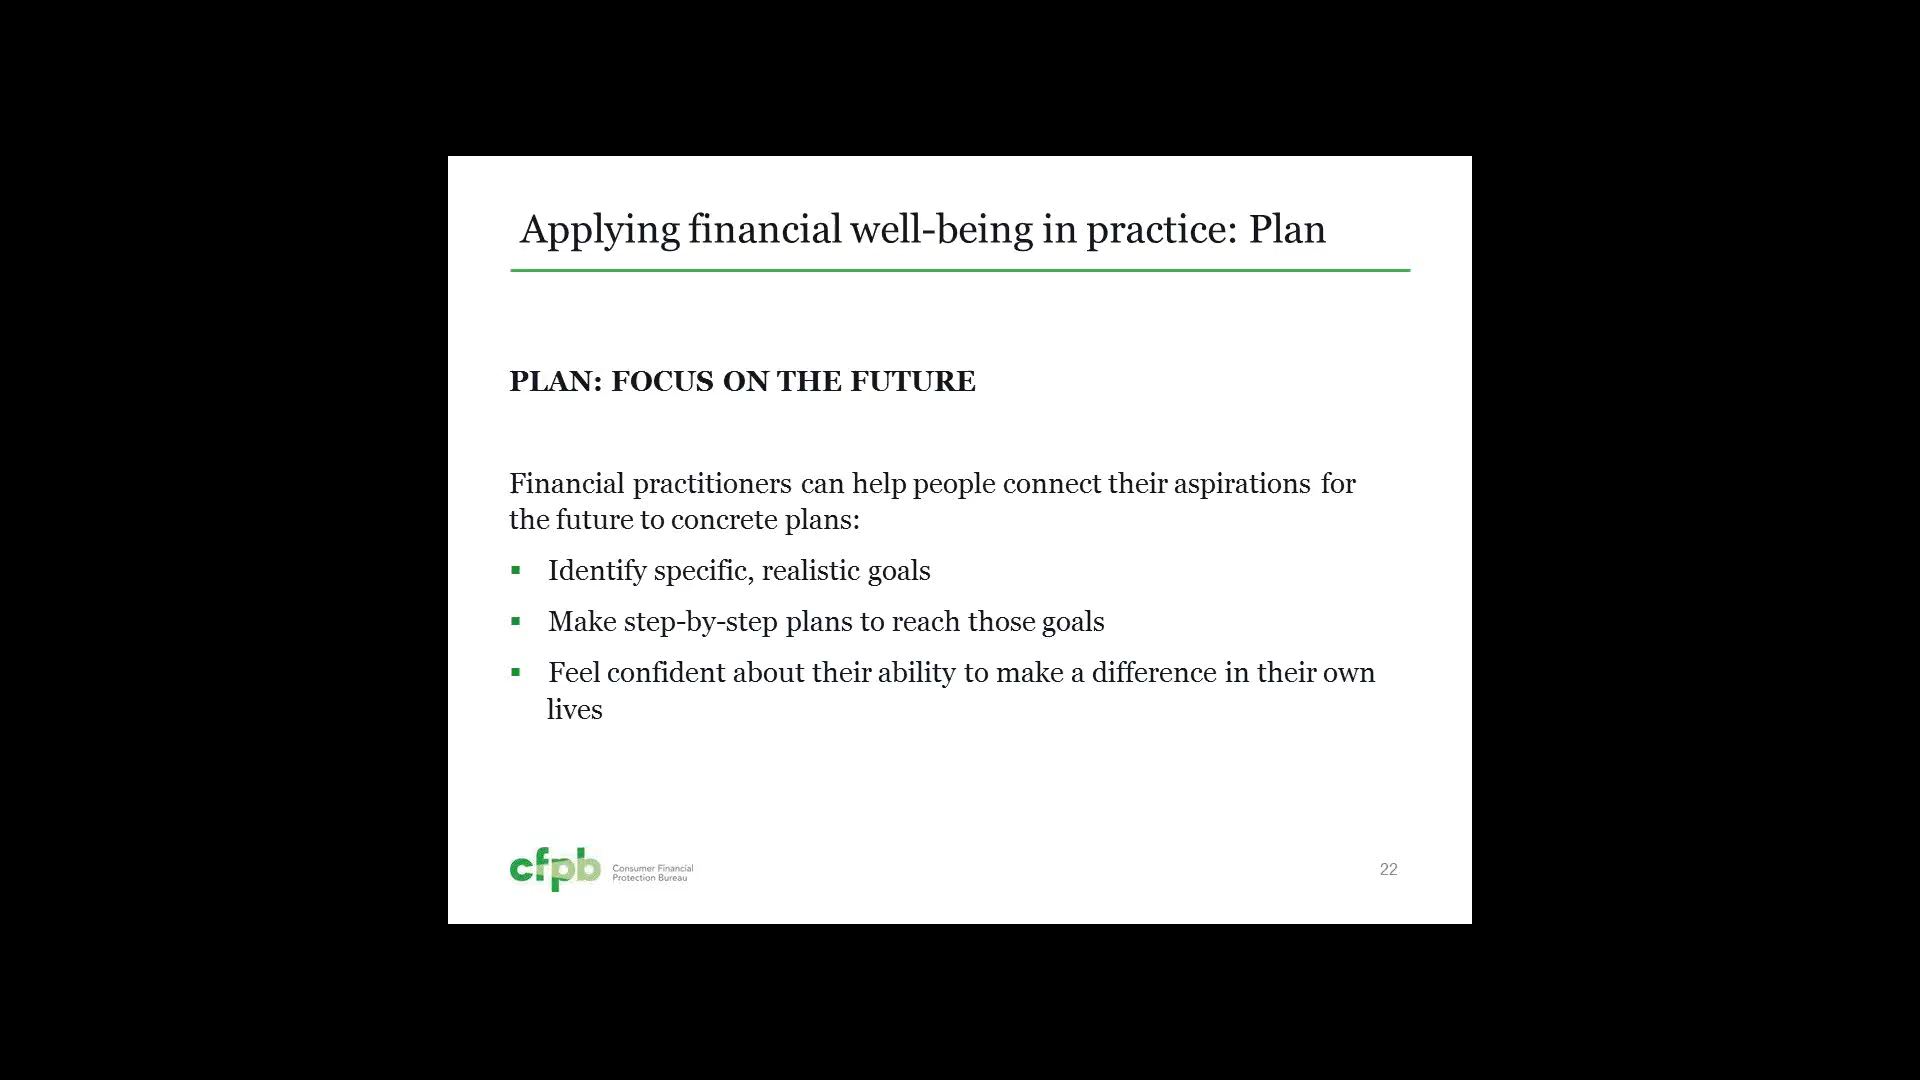 Applying financial well-being in practice: Plan
PLAN: FOCUS ON THE FUTURE
Financial practitioners can help people connect their aspirations for
the future to concrete plans:
▪ Identify specific, realistic goals
▪ Make step-by-step plans to reach those goals
▪ Feel confident about their ability to make a difference in their own
lives
cfpb
Consumer Financial
Protection Bureau
22